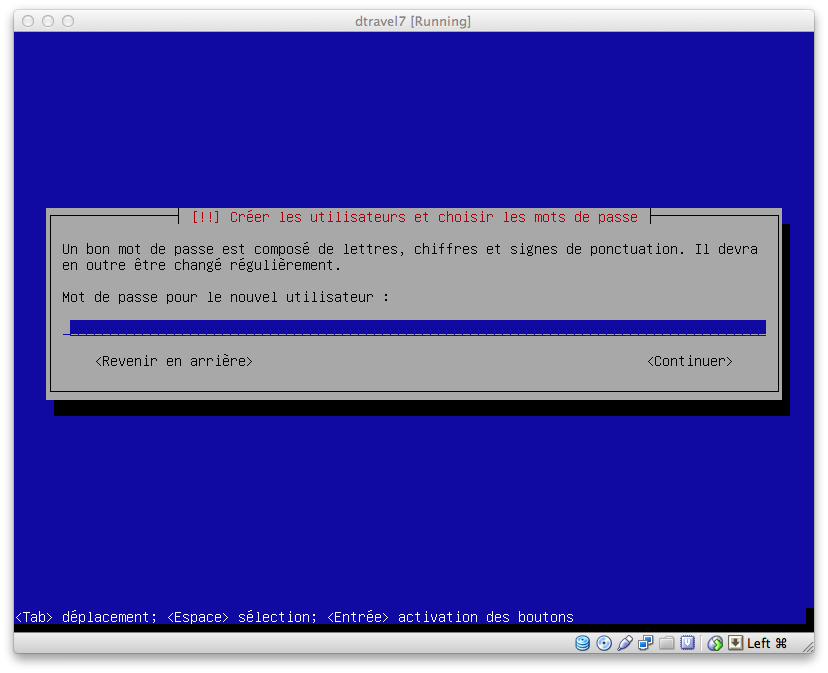 dtravel7 [Running]
[!!] Créer les utilisateurs et choisir les mots de passe
Un bon mot de passe est composé de lettres, chiffres et signes de ponctuation. Il devra
en outre être changé régulièrement.
Mot de passe pour le nouvel utilisateur :
<Revenir en arrière> <Continuer>
<Tab> déplacement; <Espace> sélection; <Entrée> activation des boutons
Left ⌘